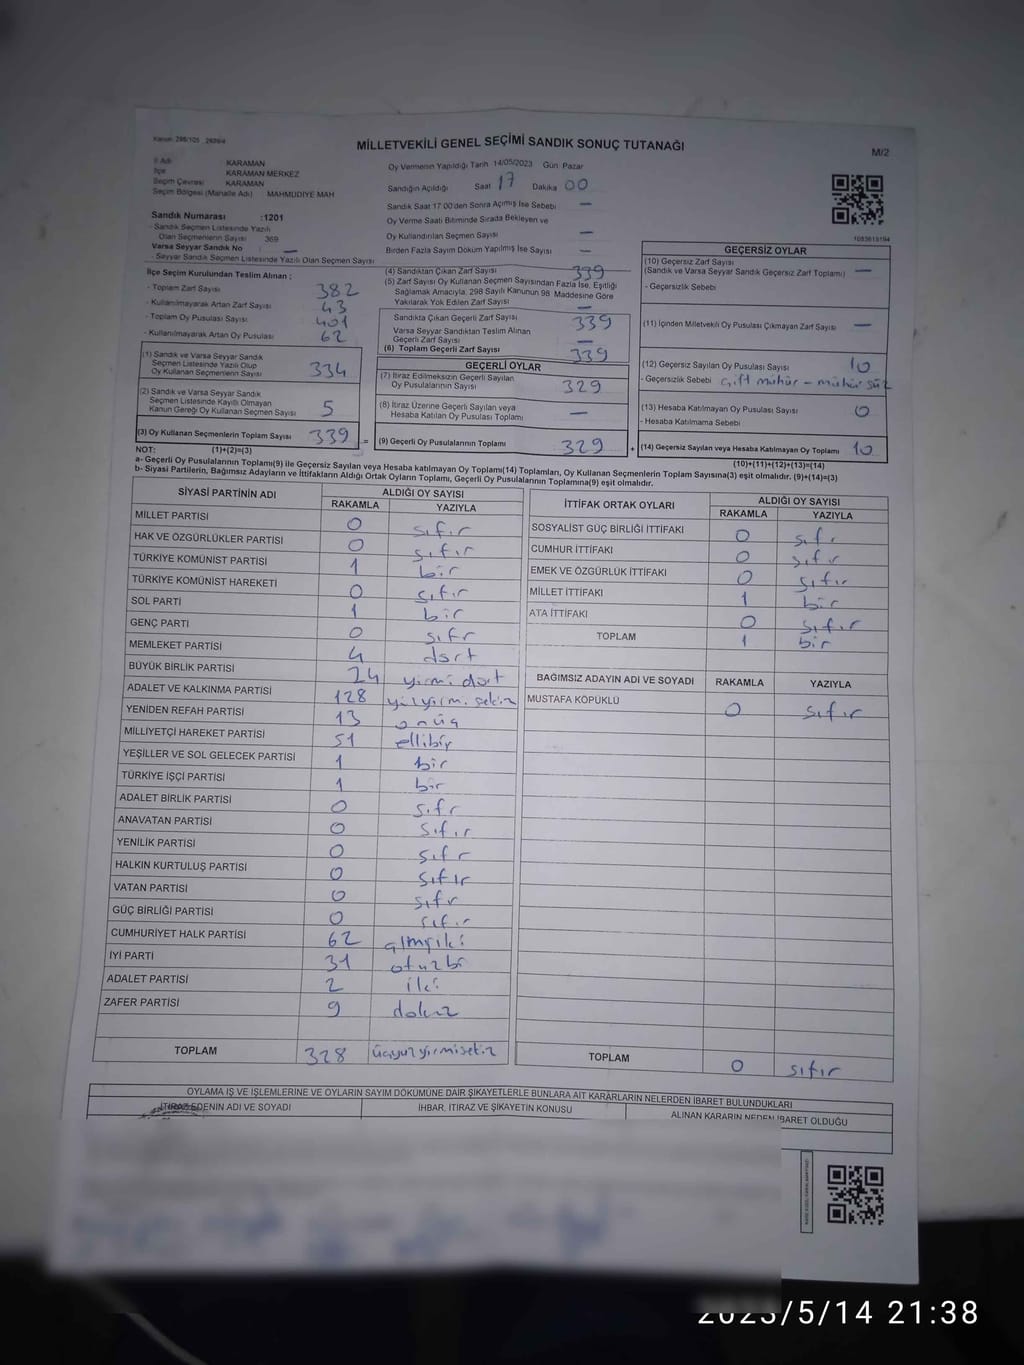 MİLLETVEKİLİ GENEL SEÇİMİ SANDIK SONUÇ TUTANAĞI
M/2
İl Adı KARAMAN
İlçe KARAMAN MERKEZ
Seçim Çevresi KARAMAN
Seçim Bölgesi (Mahalle Adı) MAHMUDİYE MAH
Sandık Numarası :1201
- Sandık Seçmen Listesinde Yazılı
Olan Seçmenlerin Sayısı 369
Varsa Seyyar Sandık No : —
- Seyyar Sandık Seçmen Listesinde Yazılı Olan Seçmen Sayısı
Oy Vermenin Yapıldığı Tarih 14/05/2023 Gün Pazar
Sandığın Açıldığı Saat 17 Dakika 00
Sandık Saat 17:00'den Sonra Açılmış İse Sebebi —
Oy Verme Saati Bitiminde Sırada Bekleyen ve
Oy Kullandırılan Seçmen Sayısı —
Birden Fazla Sayım Döküm Yapılmış İse Sayısı —
1083619194
İlçe Seçim Kurulundan Teslim Alınan :
- Toplam Zarf Sayısı 382
- Kullanılmayarak Artan Zarf Sayısı 43
- Toplam Oy Pusulası Sayısı 401
- Kullanılmayarak Artan Oy Pusulası 62
(1) Sandık ve Varsa Seyyar Sandık
Seçmen Listesinde Yazılı Olup
Oy Kullanan Seçmenlerin Sayısı 334
(2) Sandık ve Varsa Seyyar Sandık
Seçmen Listesinde Kayıtlı Olmayan
Kanun Gereği Oy Kullanan Seçmen Sayısı 5
(3) Oy Kullanan Seçmenlerin Toplam Sayısı 339 =
(4) Sandıktan Çıkan Zarf Sayısı 339
(5) Zarf Sayısı Oy Kullanan Seçmen Sayısından Fazla İse, Eşitliği
Sağlamak Amacıyla, 298 Sayılı Kanunun 98. Maddesine Göre
Yakılarak Yok Edilen Zarf Sayısı —
Sandıkta Çıkan Geçerli Zarf Sayısı 339
Varsa Seyyar Sandıktan Teslim Alınan
Geçerli Zarf Sayısı —
(6) Toplam Geçerli Zarf Sayısı 339
GEÇERLİ OYLAR
(7) İtiraz Edilmeksizin Geçerli Sayılan
Oy Pusulalarının Sayısı 329
(8) İtiraz Üzerine Geçerli Sayılan veya
Hesaba Katılan Oy Pusulası Toplamı —
(9) Geçerli Oy Pusulalarının Toplamı 329 +
GEÇERSİZ OYLAR
(10) Geçersiz Zarf Sayısı
(Sandık ve Varsa Seyyar Sandık Geçersiz Zarf Toplamı) —
- Geçersizlik Sebebi
(11) İçinden Milletvekili Oy Pusulası Çıkmayan Zarf Sayısı —
(12) Geçersiz Sayılan Oy Pusulası Sayısı 10
- Geçersizlik Sebebi çift mühür - mühürsüz
(13) Hesaba Katılmayan Oy Pusulası Sayısı 0
- Hesaba Katılmama Sebebi
(14) Geçersiz Sayılan veya Hesaba Katılmayan Oy Toplamı 10
NOT: (1)+(2)=(3) (10)+(11)+(12)+(13)=(14)
a- Geçerli Oy Pusulaları Toplamı(9) ile Geçersiz Sayılan veya Hesaba katılmayan Oy Toplamı(14) Toplamları, Oy Kullanan Seçmenlerin Toplam Sayısına(3) eşit olmalıdır. (9)+(14)=(3)
b- Siyasi Partilerin, Bağımsız Adayların ve İttifakların Aldığı Ortak Oyların Toplamı, Geçerli Oy Pusulalarının Toplamına(9) eşit olmalıdır.
SİYASİ PARTİNİN ADI ALDIĞI OY SAYISI
RAKAMLA YAZIYLA
MİLLET PARTİSİ 0 sıfır
HAK VE ÖZGÜRLÜKLER PARTİSİ 0 sıfır
TÜRKİYE KOMÜNİST PARTİSİ 1 bir
TÜRKİYE KOMÜNİST HAREKETİ 0 sıfır
SOL PARTİ 1 bir
GENÇ PARTİ 0 sıfr
MEMLEKET PARTİSİ 4 dört
BÜYÜK BİRLİK PARTİSİ 24 yirmi dört
ADALET VE KALKINMA PARTİSİ 128 yüzyirmi sekiz
YENİDEN REFAH PARTİSİ 13 onüç
MİLLİYETÇİ HAREKET PARTİSİ 51 ellibir
YEŞİLLER VE SOL GELECEK PARTİSİ 1 bir
TÜRKİYE İŞÇİ PARTİSİ 1 bir
ADALET BİRLİK PARTİSİ 0 sıfr
ANAVATAN PARTİSİ 0 sıfır
YENİLİK PARTİSİ 0 sıfr
HALKIN KURTULUŞ PARTİSİ 0 sıfır
VATAN PARTİSİ 0 sıfr
GÜÇ BİRLİĞİ PARTİSİ 0 sıfır
CUMHURİYET HALK PARTİSİ 62 altmışiki
İYİ PARTİ 31 otuzbir
ADALET PARTİSİ 2 iki
ZAFER PARTİSİ 9 dokuz
TOPLAM 328 üçyüzyirmisekiz
İTTİFAK ORTAK OYLARI ALDIĞI OY SAYISI
RAKAMLA YAZIYLA
SOSYALİST GÜÇ BİRLİĞİ İTTİFAKI 0 sıfr
CUMHUR İTTİFAKI 0 sıfır
EMEK VE ÖZGÜRLÜK İTTİFAKI 0 sıfır
MİLLET İTTİFAKI 1 bir
ATA İTTİFAKI 0 sıfır
TOPLAM 1 bir
BAĞIMSIZ ADAYIN ADI VE SOYADI RAKAMLA YAZIYLA
MUSTAFA KÖPÜKLÜ 0 sıfır
TOPLAM 0 sıfır
OYLAMA İŞ VE İŞLEMLERİNE VE OYLARIN SAYIM DÖKÜMÜNE DAİR ŞİKAYETLERLE BUNLARA AİT KARARLARIN NELERDEN İBARET BULUNDUKLARI
İTİRAZ EDENİN ADI VE SOYADI İHBAR, İTİRAZ VE ŞİKAYETİN KONUSU ALINAN KARARIN NEDEN İBARET OLDUĞU
2023/5/14 21:38